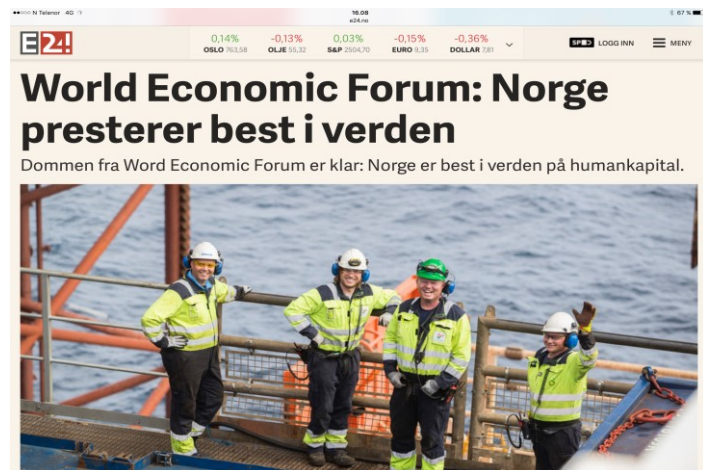 N Telenor 4G 16.08 67 %
e24.no
E24!
0,14% -0,13% 0,03% -0,15% -0,36%
OSLO 763,58 OLJE 55,32 S&P 2504,70 EURO 9,35 DOLLAR 7,81
SPID LOGG INN MENY
World Economic Forum: Norge
presterer best i verden
Dommen fra Word Economic Forum er klar: Norge er best i verden på humankapital.